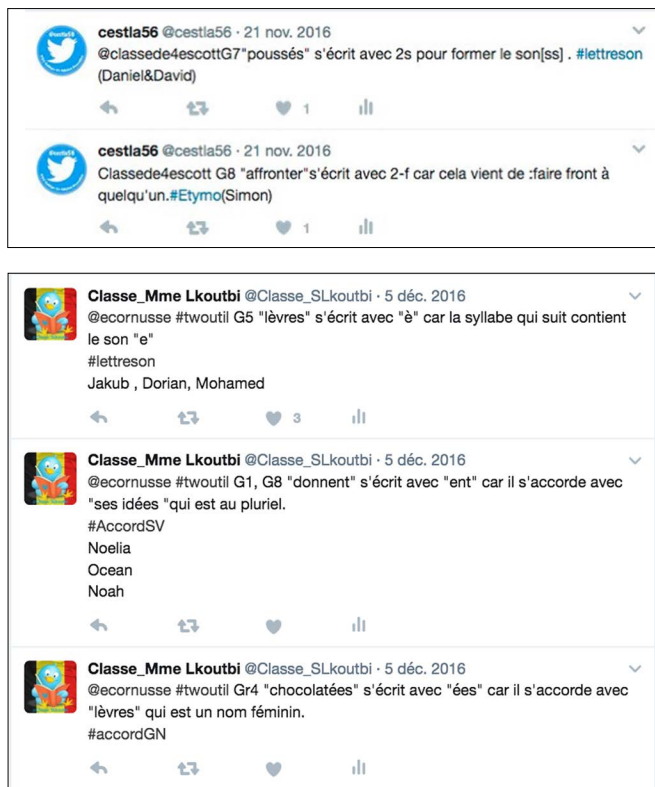 cestla56 @cestla56 · 21 nov. 2016
@classede4escottG7"poussés" s'écrit avec 2s pour former le son[ss] . #lettreson
(Daniel&David)
1
cestla56 @cestla56 · 21 nov. 2016
Classede4escott G8 "affronter"s'écrit avec 2-f car cela vient de :faire front à
quelqu'un.#Etymo(Simon)
1
Classe_Mme Lkoutbi @Classe_SLkoutbi · 5 déc. 2016
@ecornusse #twoutil G5 "lèvres" s'écrit avec "è" car la syllabe qui suit contient
le son "e"
#lettreson
Jakub , Dorian, Mohamed
3
Classe_Mme Lkoutbi @Classe_SLkoutbi · 5 déc. 2016
@ecornusse #twoutil G1, G8 "donnent" s'écrit avec "ent" car il s'accorde avec
"ses idées "qui est au pluriel.
#AccordSV
Noelia
Ocean
Noah
Classe_Mme Lkoutbi @Classe_SLkoutbi · 5 déc. 2016
@ecornusse #twoutil Gr4 "chocolatées" s'écrit avec "ées" car il s'accorde avec
"lèvres" qui est un nom féminin.
#accordGN